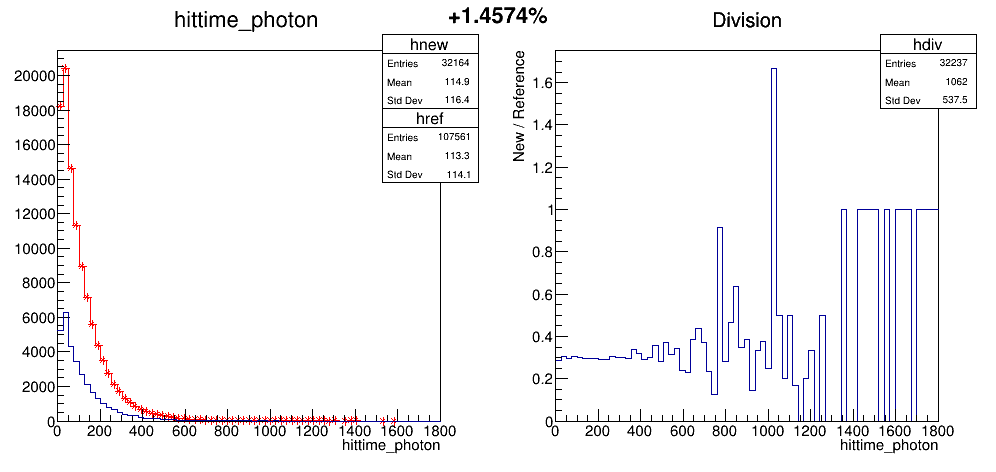 +1.4574%
hittime_photon
hnew
Entries 32164
Mean 114.9
Std Dev 116.4
href
Entries 107561
Mean 113.3
Std Dev 114.1
20000
18000
16000
14000
12000
10000
8000
6000
4000
2000
0
0 200 400 600 800 1000 1200 1400 1600 1800
hittime_photon
Division
hdiv
Entries 32237
Mean 1062
Std Dev 537.5
New / Reference
1.6
1.4
1.2
1
0.8
0.6
0.4
0.2
0
0 200 400 600 800 1000 1200 1400 1600 1800
hittime_photon